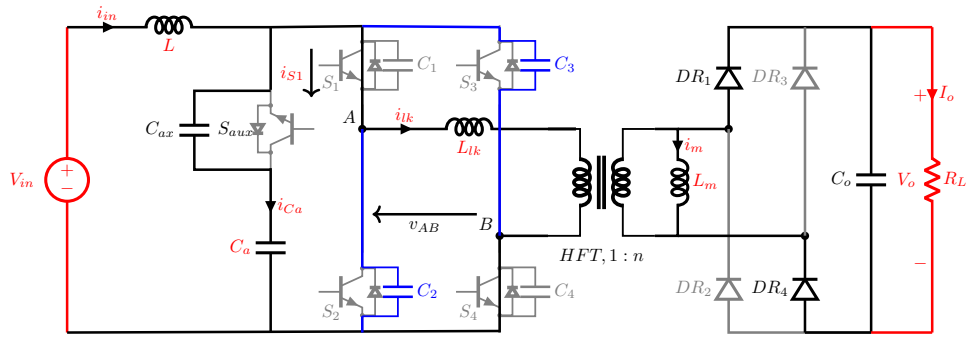 i_in
L
i_S1
S_1
C_1
S_3
C_3
DR_1
DR_3
I_o
+
C_ax
S_aux
A
i_lk
L_lk
i_m
L_m
V_in
+
−
i_Ca
C_a
v_AB
B
HFT, 1 : n
C_o
V_o
R_L
−
S_2
C_2
S_4
C_4
DR_2
DR_4